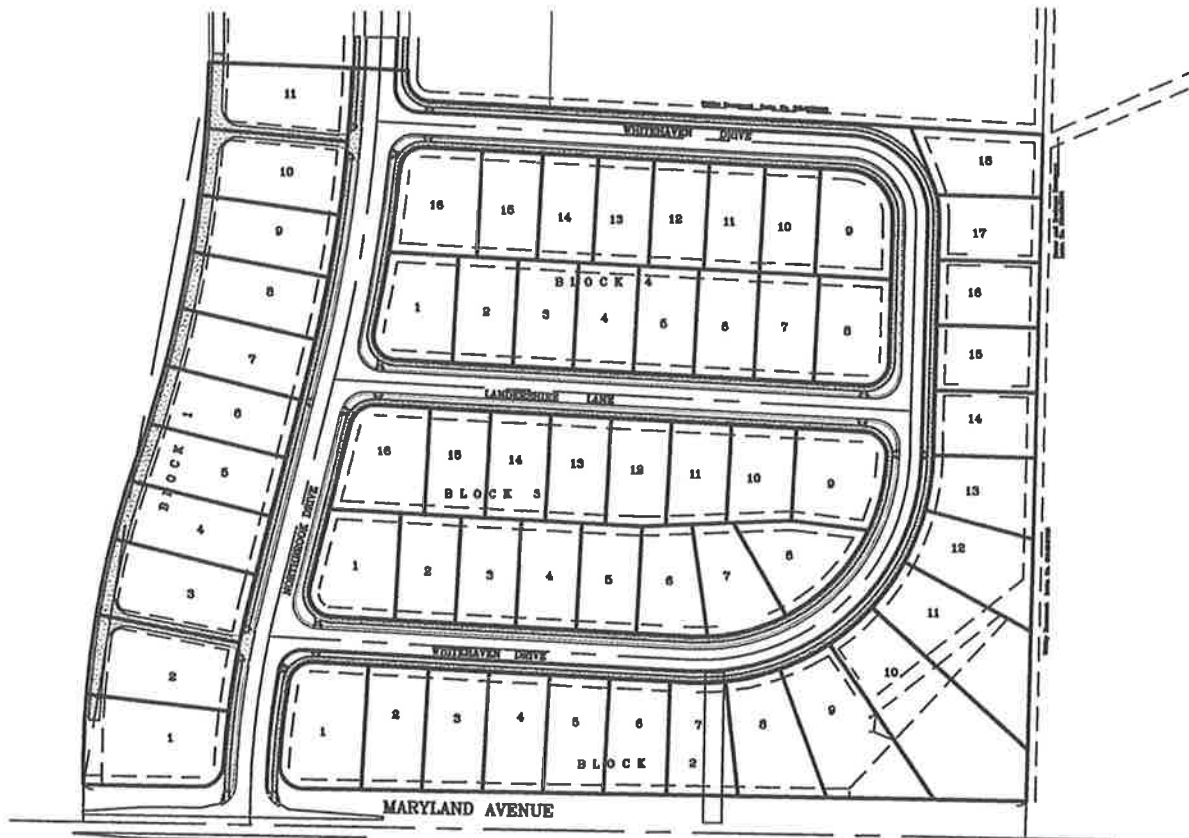 WHITEHAVEN DRIVE
11
10
9
8
7
6
5
4
3
2
1
BLOCK 1
NORTHBROOK DRIVE
16 15 14 13 12 11 10 9
BLOCK 4
1 2 3 4 5 6 7 8
LANDERSHIRE LANE
16 15 14 13 12 11 10 9
BLOCK 3
1 2 3 4 5 6 7 8
WHITEHAVEN DRIVE
18
17
16
15
14
13
12
11
10
1 2 3 4 5 6 7 8 9
BLOCK 2
MARYLAND AVENUE